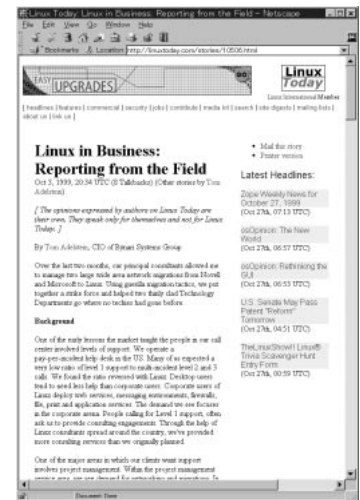 Linux Today Linux in Business: Reporting from the Field - Netscape
File Edit View Go Window Help
Bookmarks Location http://linuxtoday.com/stories/10506.html
EASY UPGRADES GO
Linux Today
Linux International Member
[ headlines | features | commercial | security | jobs | contribute | media kit | search | site digests | mailing lists |
about us | link us ]
Linux in Business:
Reporting from the Field
Oct 3, 1999, 20:34 UTC (8 Talkbacks) (Other stories by Tom
Adelstein)
[ The opinions expressed by authors on Linux Today are
their own. They speak only for themselves and not for Linux
Today. ]
By Tom Adelstein, CIO of Bynari Systems Group
Over the last two months, our principal consultants allowed me
to manage two large wide area network migrations from Novell
and Microsoft to Linux. Using guerilla migration tactics, we put
together a strike force and helped two thinly clad Technology
Departments go where no techies had gone before.
Background
One of the early lessons the market taught the people in our call
center involved levels of support. We operate a
pay-per-incident help desk in the US. Many of us expected a
very low ratio of level 1 support to multi-incident level 2 and 3
calls. We found the ratio reversed with Linux. Desktop users
tend to need less help than corporate users. Corporate users of
Linux deploy web services, messaging environments, firewalls,
file, print and application services. The demand we see focuses
in the corporate arena. People calling for Level 1 support, often
ask us to provide consulting engagements. Through the help of
Linux consultants spread around the country, we've provided
more consulting services than we originally planned.
One of the major areas in which our clients want support
involves project management. Within the project management
Mail this story
Printer version
Latest Headlines:
Zope Weekly News for
October 27, 1999
(Oct 27th, 07:13 UTC)
osOpinion: The New
World
(Oct 27th, 06:57 UTC)
osOpinion: Rethinking the
GUI
(Oct 27th, 06:53 UTC)
U.S. Senate May Pass
Patent "Reform"
Tomorrow
(Oct 27th, 04:51 UTC)
TheLinuxShow!! Linux®
Trivia Scavenger Hunt
Entry Form
(Oct 27th, 00:59 UTC)
Document: Done